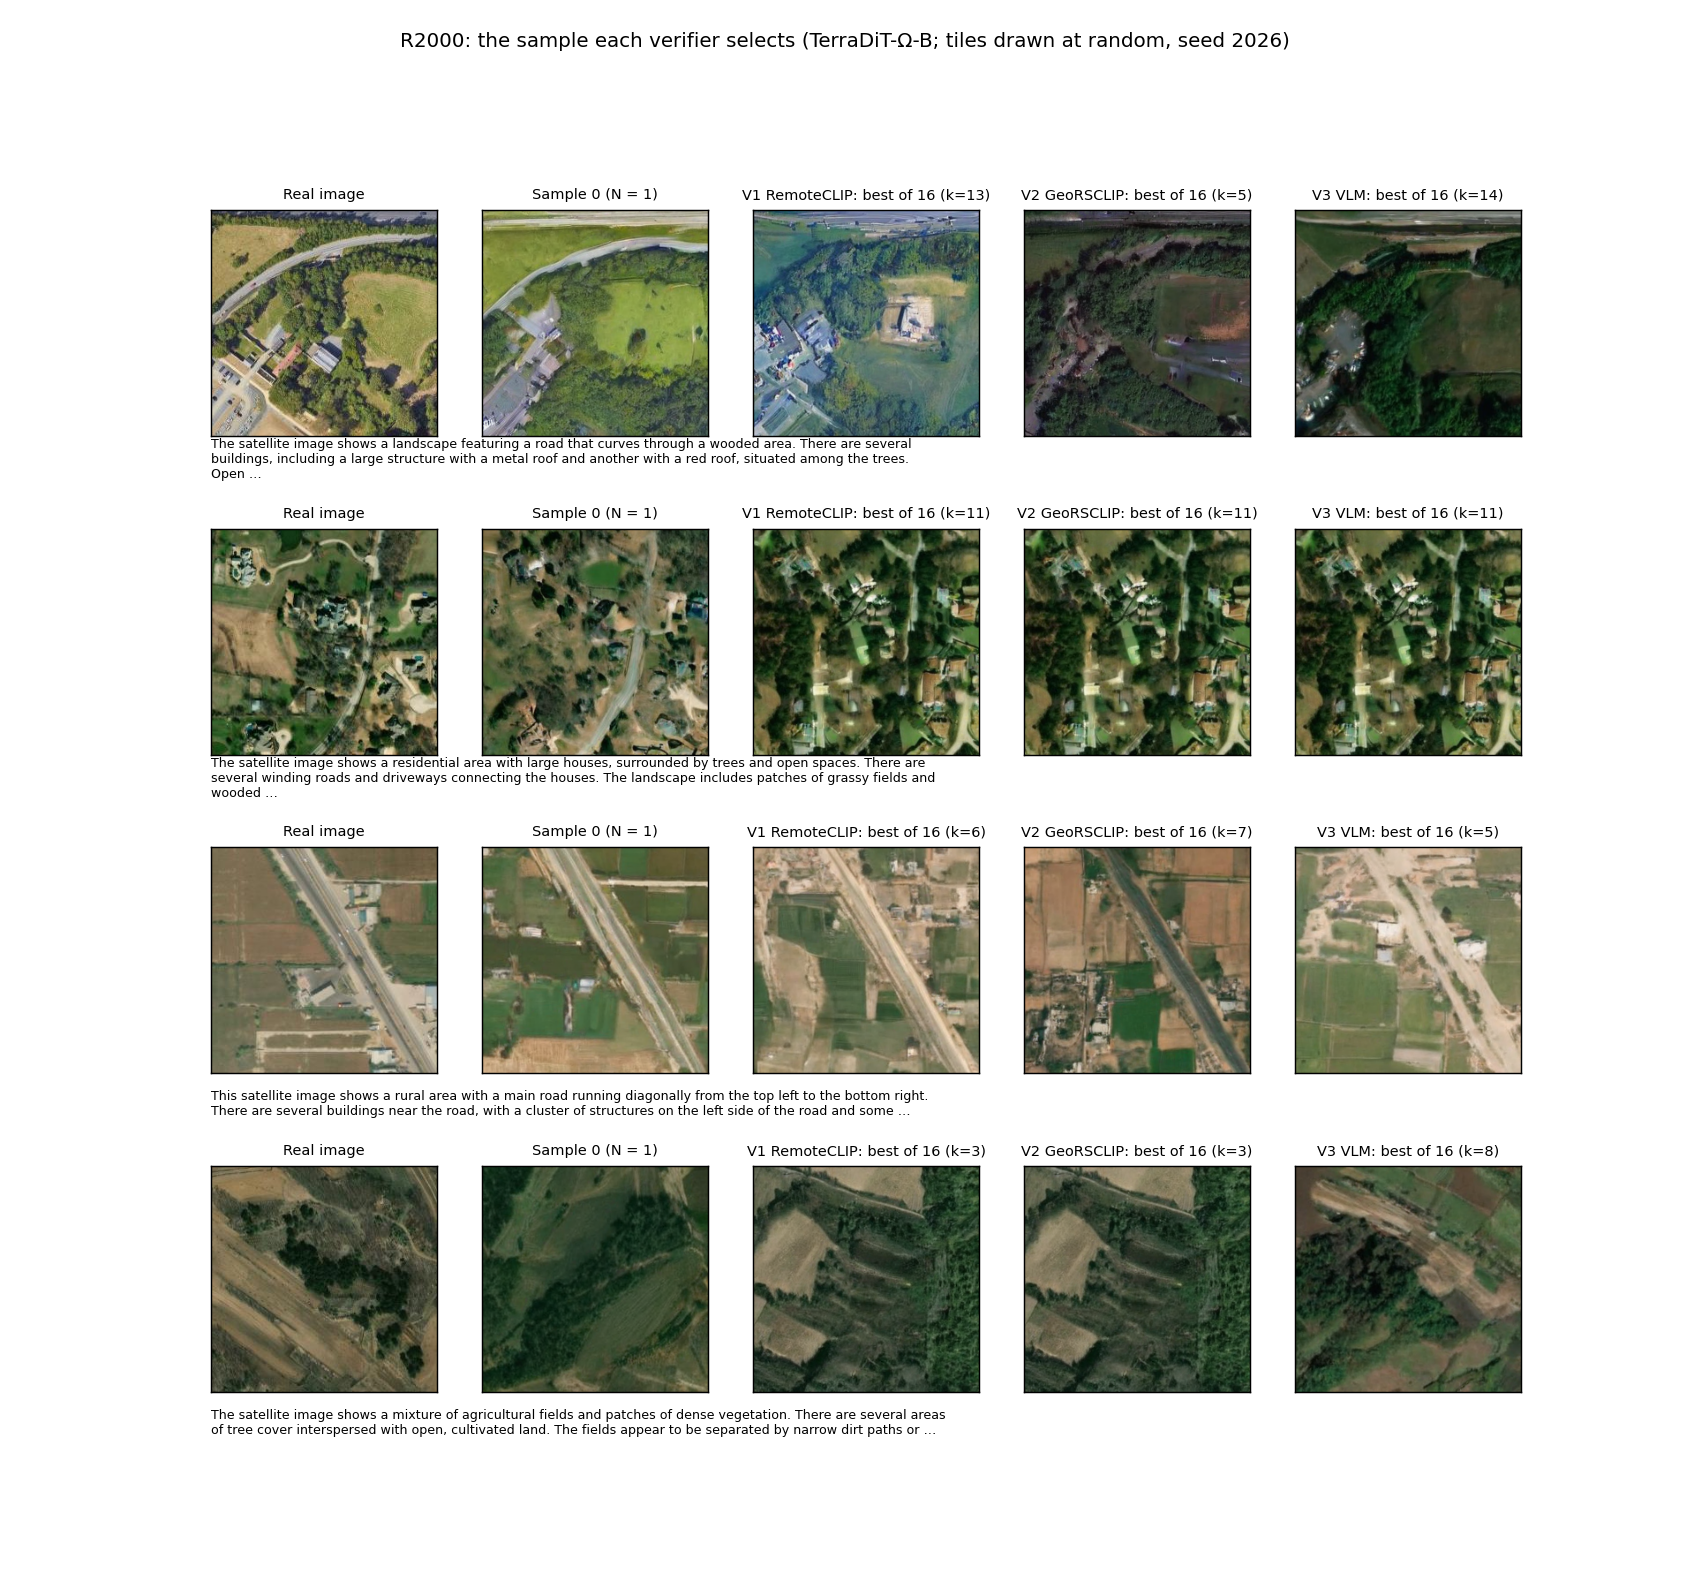 R2000: the sample each verifier selects (TerraDiT-Ω-B; tiles drawn at random, seed 2026)
Real image
Sample 0 (N = 1)
V1 RemoteCLIP: best of 16 (k=13)
V2 GeoRSCLIP: best of 16 (k=5)
V3 VLM: best of 16 (k=14)
The satellite image shows a landscape featuring a road that curves through a wooded area. There are several
buildings, including a large structure with a metal roof and another with a red roof, situated among the trees.
Open …
Real image
Sample 0 (N = 1)
V1 RemoteCLIP: best of 16 (k=11)
V2 GeoRSCLIP: best of 16 (k=11)
V3 VLM: best of 16 (k=11)
The satellite image shows a residential area with large houses, surrounded by trees and open spaces. There are
several winding roads and driveways connecting the houses. The landscape includes patches of grassy fields and
wooded …
Real image
Sample 0 (N = 1)
V1 RemoteCLIP: best of 16 (k=6)
V2 GeoRSCLIP: best of 16 (k=7)
V3 VLM: best of 16 (k=5)
This satellite image shows a rural area with a main road running diagonally from the top left to the bottom right.
There are several buildings near the road, with a cluster of structures on the left side of the road and some …
Real image
Sample 0 (N = 1)
V1 RemoteCLIP: best of 16 (k=3)
V2 GeoRSCLIP: best of 16 (k=3)
V3 VLM: best of 16 (k=8)
The satellite image shows a mixture of agricultural fields and patches of dense vegetation. There are several areas
of tree cover interspersed with open, cultivated land. The fields appear to be separated by narrow dirt paths or …